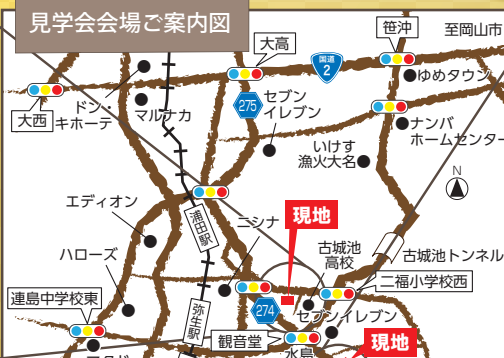 見学会会場ご案内図
大高
笹沖
至岡山市
国道
2
ゆめタウン
大西
ドン・
キホーテ
マルナカ
275
セブン
イレブン
ナンバ
ホームセンター
いけす
漁火大名
N
エディオン
浦田駅
ニシナ
現地
ハローズ
古城池
高校
古城池トンネル
二福小学校西
連島中学校東
弥生駅
274
セブンイレブン
観音堂
水島
現地